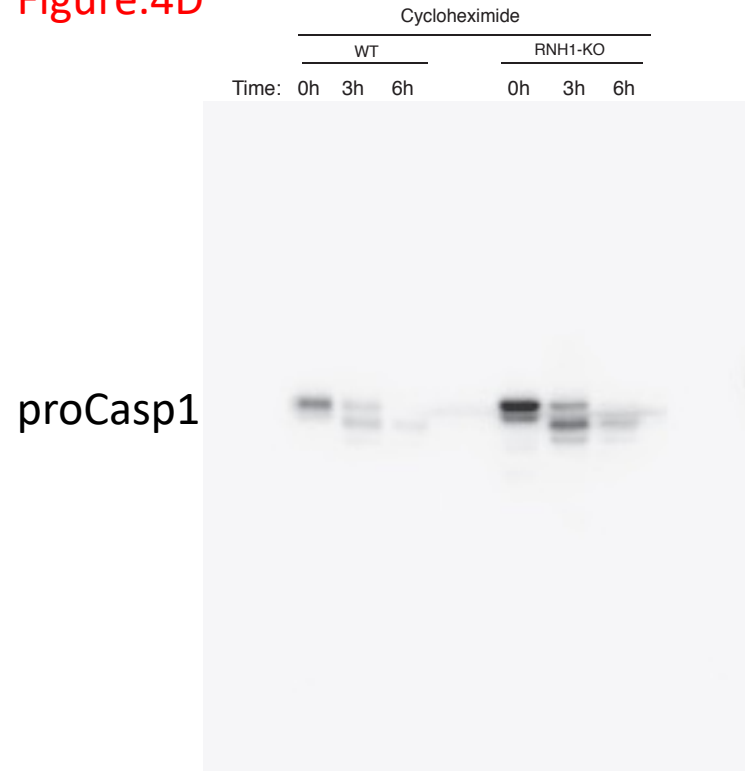 Figure.4D
Cycloheximide
WT RNH1-KO
Time: 0h 3h 6h 0h 3h 6h
proCasp1